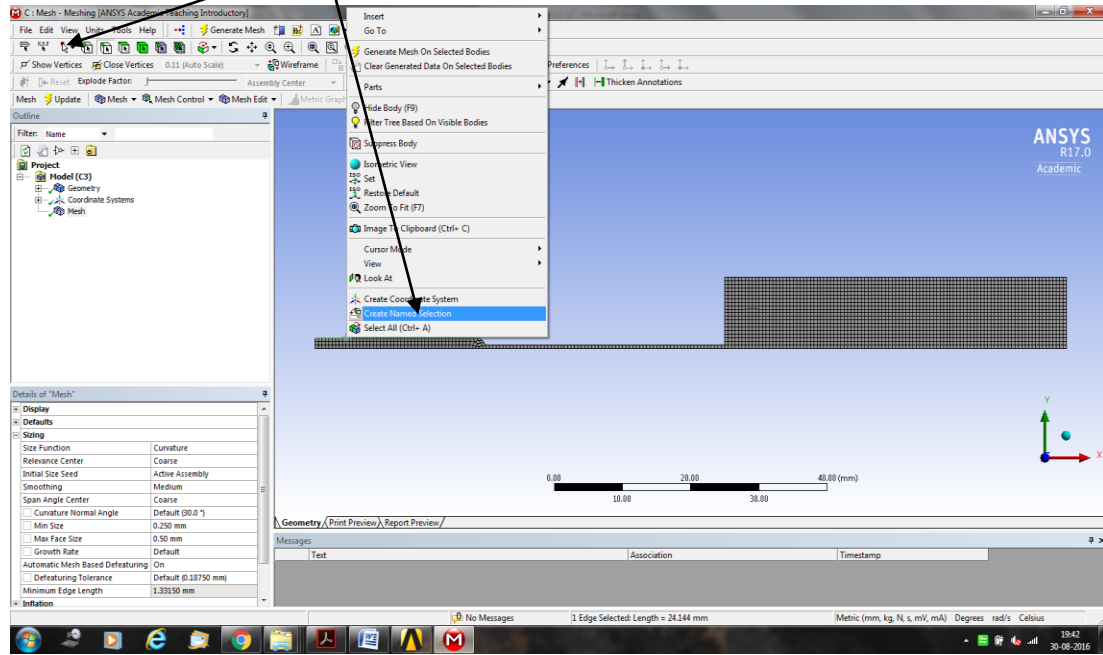 C : Mesh - Meshing [ANSYS Academic Teaching Introductory]
File Edit View Units Tools Help Generate Mesh
Show Vertices Close Vertices 0.11 (Auto Scale) Wireframe Preferences
Reset Explode Factor: Assembly Center Thicken Annotations
Mesh Update Mesh Mesh Control Mesh Edit Metric Graph
Insert
Go To
Generate Mesh On Selected Bodies
Clear Generated Data On Selected Bodies
Parts
Hide Body (F9)
Filter Tree Based On Visible Bodies
Suppress Body
Isometric View
ISO
Set
ISO
Restore Default
Zoom To Fit (F7)
Image To Clipboard (Ctrl+ C)
Cursor Mode
View
Look At
Create Coordinate System
Create Named Selection
Select All (Ctrl+ A)
Outline
Filter: Name
Project
Model (C3)
Geometry
Coordinate Systems
Mesh
ANSYS
R17.0
Academic
Y
X
0.00 20.00 40.00 (mm)
10.00 30.00
Details of "Mesh"
Display
Defaults
Sizing
Size Function Curvature
Relevance Center Coarse
Initial Size Seed Active Assembly
Smoothing Medium
Span Angle Center Coarse
Curvature Normal Angle Default (30.0 °)
Min Size 0.250 mm
Max Face Size 0.50 mm
Growth Rate Default
Automatic Mesh Based Defeaturing On
Defeaturing Tolerance Default (0.18750 mm)
Minimum Edge Length 1.33150 mm
Inflation
Geometry Print Preview Report Preview
Messages
Text Association Timestamp
No Messages 1 Edge Selected: Length = 24.144 mm Metric (mm, kg, N, s, mV, mA) Degrees rad/s Celsius
19:42
30-08-2016